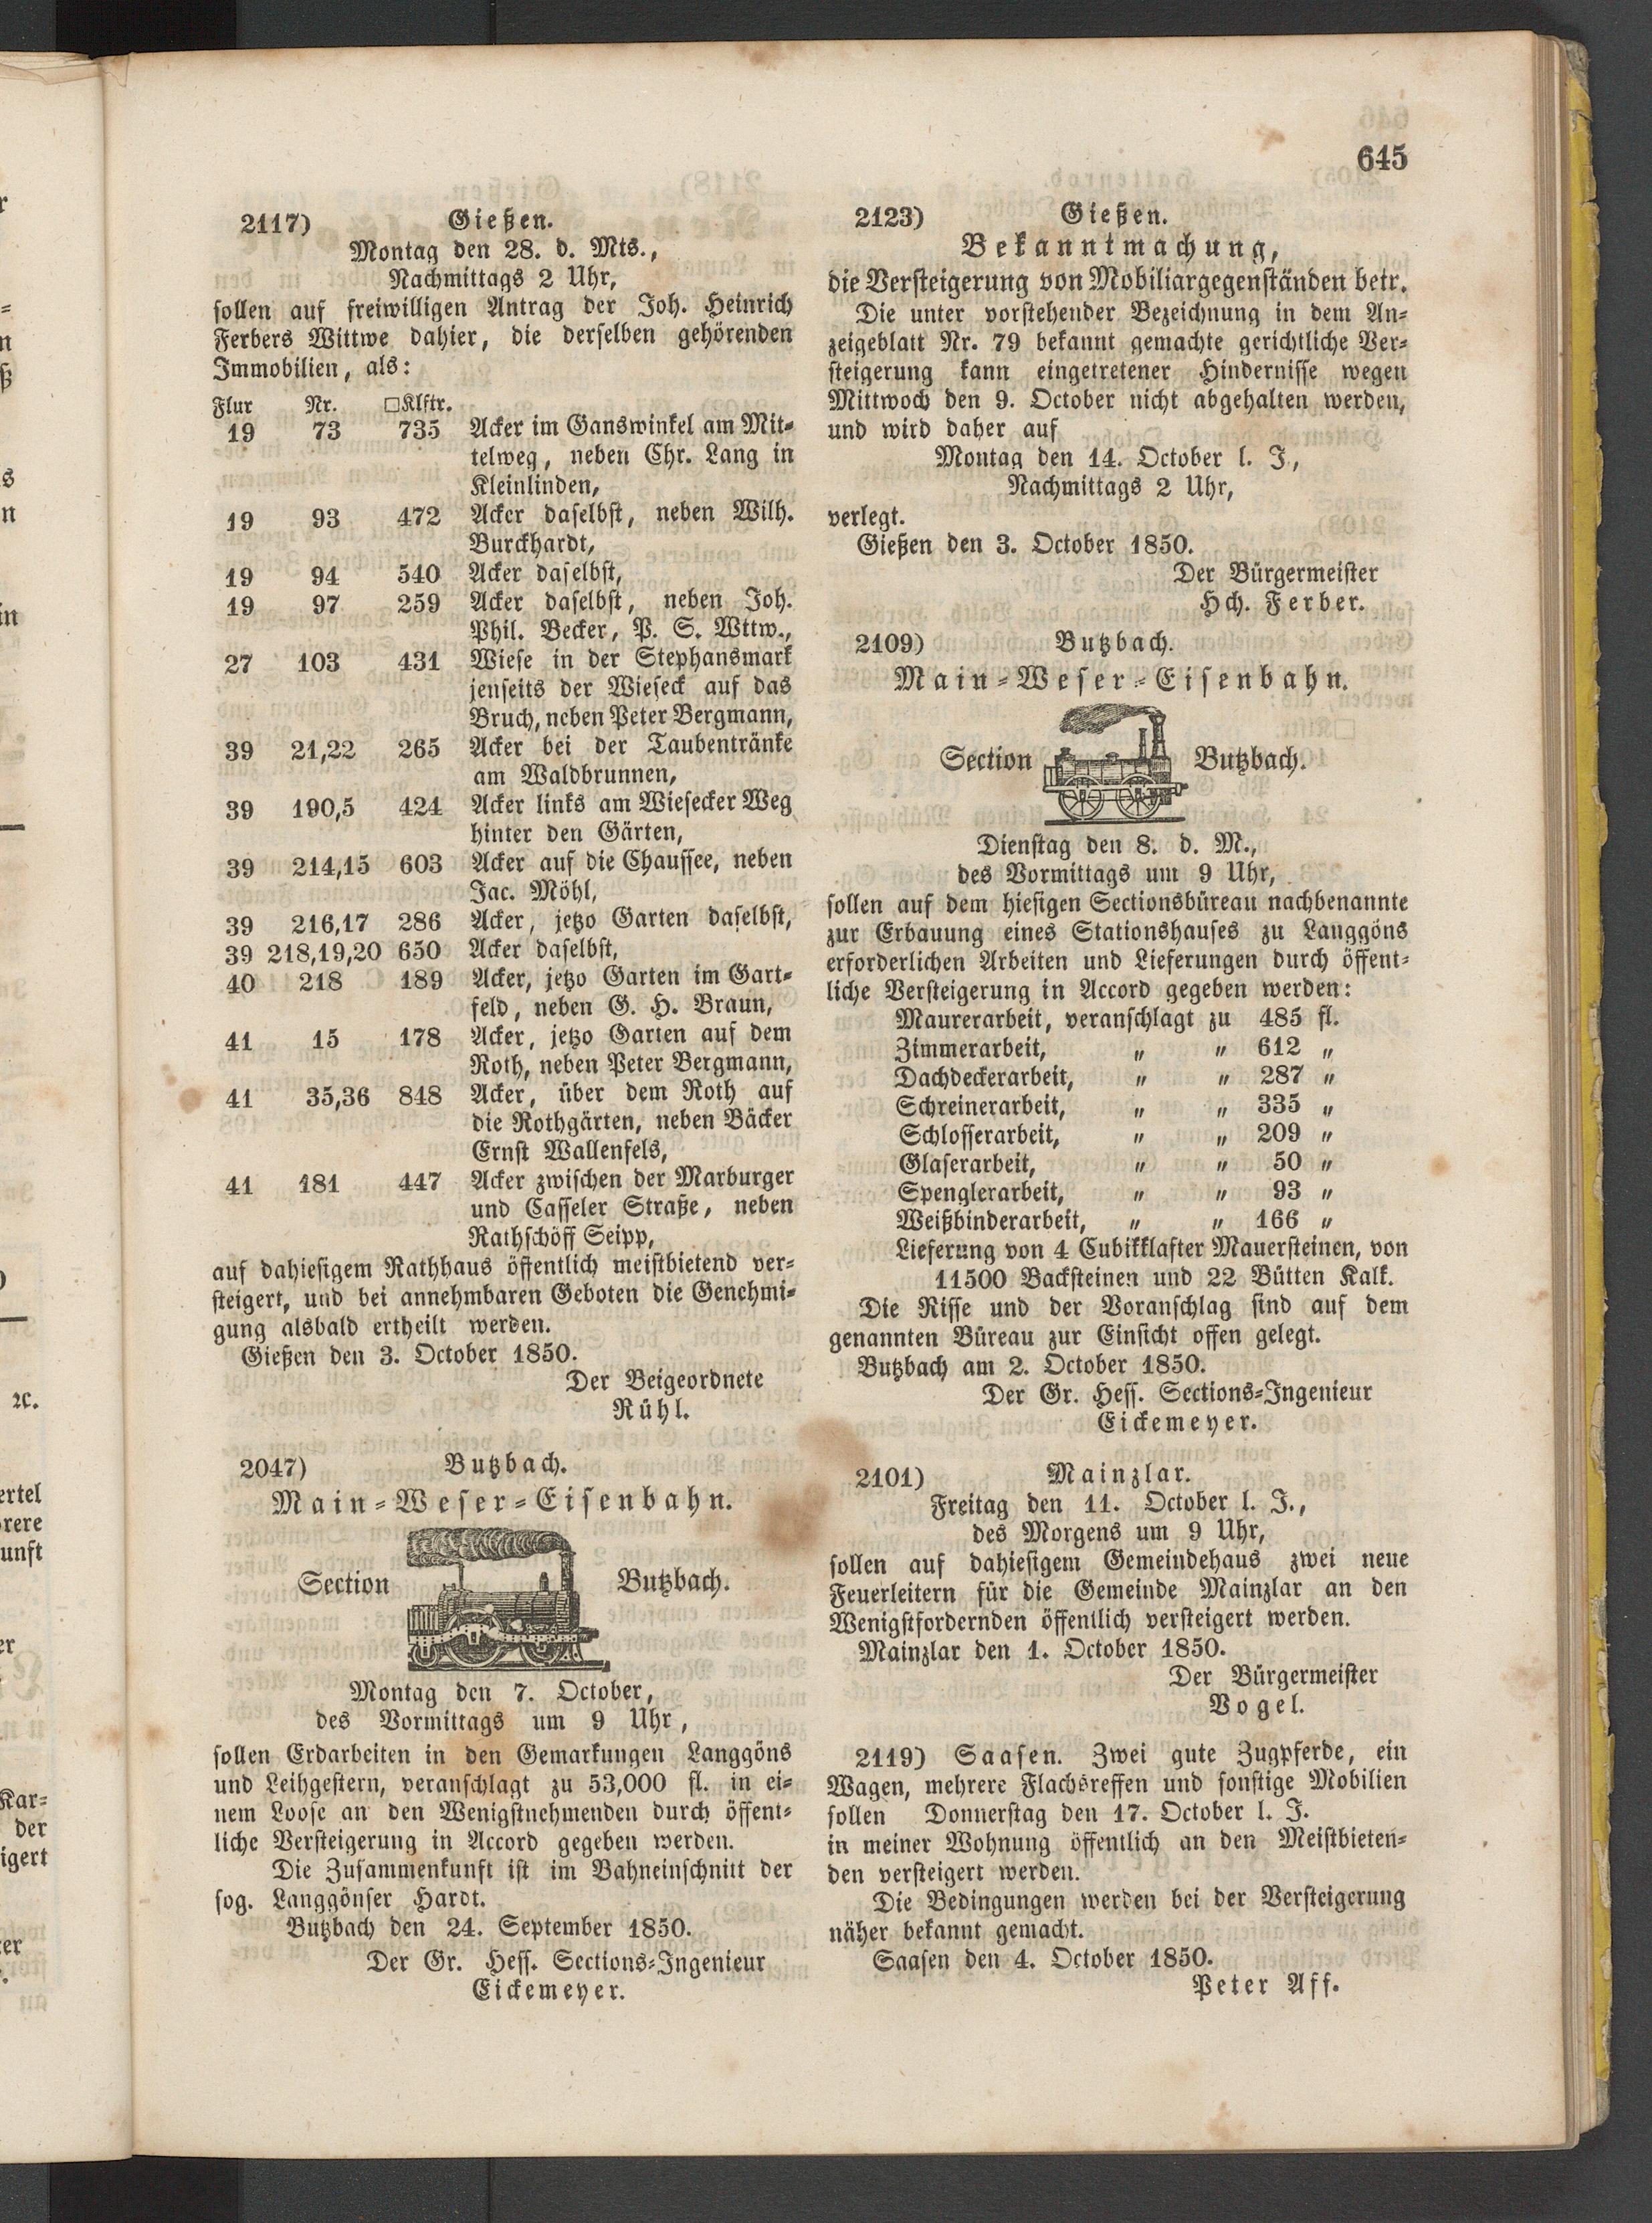 645
2117) Gießen.
Montag den 28. d. Mts.,
Nachmittags 2 Uhr,
sollen auf freiwilligen Antrag der Joh. Heinrich
Ferbers Wittwe dahier, die derselben gehörenden
Immobilien, als:
Flur Nr. □Klftr.
19 73 735 Acker im Ganswinkel am Mit-
telweg, neben Chr. Lang in
Kleinlinden,
19 93 472 Acker daselbst, neben Wilh.
Burckhardt,
19 94 540 Acker daselbst,
19 97 259 Acker daselbst, neben Joh.
Phil. Becker, P. S. Wttw.,
27 103 431 Wiese in der Stephansmark
jenseits der Wieseck auf das
Bruch, neben Peter Bergmann,
39 21,22 265 Acker bei der Taubentränke
am Waldbrunnen,
39 190,5 424 Acker links am Wiesecker Weg
hinter den Gärten,
39 214,15 603 Acker auf die Chaussee, neben
Jac. Möhl,
39 216,17 286 Acker, jetzo Garten daselbst,
39 218,19,20 650 Acker daselbst,
40 218 189 Acker, jetzo Garten im Gart-
feld, neben G. H. Braun,
41 15 178 Acker, jetzo Garten auf dem
Roth, neben Peter Bergmann,
41 35,36 848 Acker, über dem Roth auf
die Rothgärten, neben Bäcker
Ernst Wallenfels,
41 181 447 Acker zwischen der Marburger
und Casseler Straße, neben
Rathschöff Seipp,
auf dahiesigem Rathhaus öffentlich meistbietend ver-
steigert, und bei annehmbaren Geboten die Genehmi-
gung alsbald ertheilt werden.
Gießen den 3. October 1850.
Der Beigeordnete
Rühl.
2047) Butzbach.
Main-Weser-Eisenbahn.
Section Butzbach.
Montag den 7. October,
des Vormittags um 9 Uhr,
sollen Erdarbeiten in den Gemarkungen Langgöns
und Leihgestern, veranschlagt zu 53,000 fl. in ei-
nem Loose an den Wenigstnehmenden durch öffent-
liche Versteigerung in Accord gegeben werden.
Die Zusammenkunft ist im Bahneinschnitt der
sog. Langgönser Hardt.
Butzbach den 24. September 1850.
Der Gr. Hess. Sections-Ingenieur
Eickemeyer.
2123) Gießen.
Bekanntmachung,
die Versteigerung von Mobiliargegenständen betr.
Die unter vorstehender Bezeichnung in dem An-
zeigeblatt Nr. 79 bekannt gemachte gerichtliche Ver-
steigerung kann eingetretener Hindernisse wegen
Mittwoch den 9. October nicht abgehalten werden,
und wird daher auf
Montag den 14. October l. J.,
Nachmittags 2 Uhr,
verlegt.
Gießen den 3. October 1850.
Der Bürgermeister
Hch. Ferber.
2109) Butzbach.
Main-Weser-Eisenbahn.
Section Butzbach.
Dienstag den 8. d. M.,
des Vormittags um 9 Uhr,
sollen auf dem hiesigen Sectionsbüreau nachbenannte
zur Erbauung eines Stationshauses zu Langgöns
erforderlichen Arbeiten und Lieferungen durch öffent-
liche Versteigerung in Accord gegeben werden:
Maurerarbeit, veranschlagt zu 485 fl.
Zimmerarbeit, „ „ 612 „
Dachdeckerarbeit, „ „ 287 „
Schreinerarbeit, „ „ 335 „
Schlosserarbeit, „ „ 209 „
Glaserarbeit, „ „ 50 „
Spenglerarbeit, „ „ 93 „
Weißbinderarbeit, „ „ 166 „
Lieferung von 4 Cubikklafter Mauersteinen, von
11500 Backsteinen und 22 Bütten Kalk.
Die Risse und der Voranschlag sind auf dem
genannten Büreau zur Einsicht offen gelegt.
Butzbach am 2. October 1850.
Der Gr. Hess. Sections-Ingenieur
Eickemeyer.
2101) Mainzlar.
Freitag den 11. October l. J.,
des Morgens um 9 Uhr,
sollen auf dahiesigem Gemeindehaus zwei neue
Feuerleitern für die Gemeinde Mainzlar an den
Wenigstfordernden öffentlich versteigert werden.
Mainzlar den 1. October 1850.
Der Bürgermeister
Vogel.
2119) Saasen. Zwei gute Zugpferde, ein
Wagen, mehrere Flachsreffen und sonstige Mobilien
sollen Donnerstag den 17. October l. J.
in meiner Wohnung öffentlich an den Meistbieten-
den versteigert werden.
Die Bedingungen werden bei der Versteigerung
näher bekannt gemacht.
Saasen den 4. October 1850.
Peter Aff.